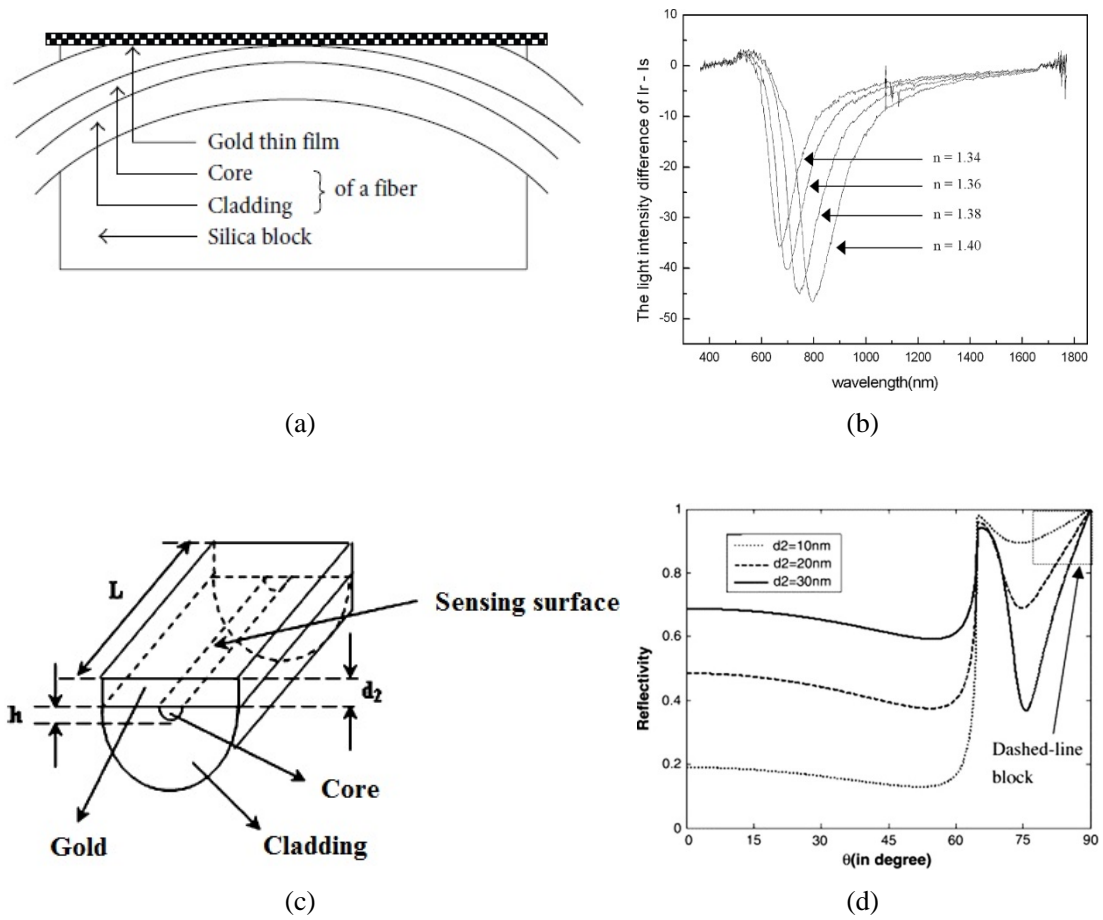 Gold thin film
Core
of a fiber
Cladding
Silica block
(a)
The light intensity difference of Ir - Is
0
-10
-20
-30
-40
-50
n = 1.34
n = 1.36
n = 1.38
n = 1.40
400 600 800 1000 1200 1400 1600 1800
wavelength(nm)
(b)
L
Sensing surface
d2
h
Core
Gold
Cladding
(c)
Reflectivity
1
0.8
0.6
0.4
0.2
0
d2=10nm
d2=20nm
d2=30nm
Dashed-line
block
0 15 30 45 60 75 90
θ(in degree)
(d)